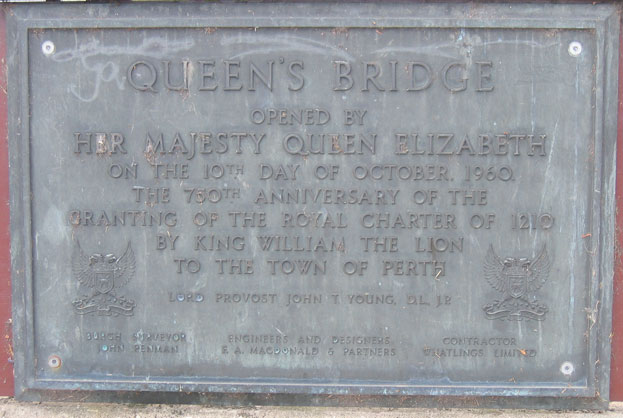 QUEEN'S BRIDGE
OPENED BY
HER MAJESTY QUEEN ELIZABETH
ON THE 10TH DAY OF OCTOBER, 1960.
THE 750TH ANNIVERSARY OF THE
GRANTING OF THE ROYAL CHARTER OF 1210
BY KING WILLIAM THE LION
TO THE TOWN OF PERTH
LORD PROVOST JOHN T. YOUNG, D.L., J.P.
BURGH SURVEYOR
JOHN PENMAN
ENGINEERS AND DESIGNERS,
F. A. MACDONALD & PARTNERS
CONTRACTOR
WHATLINGS LIMITED